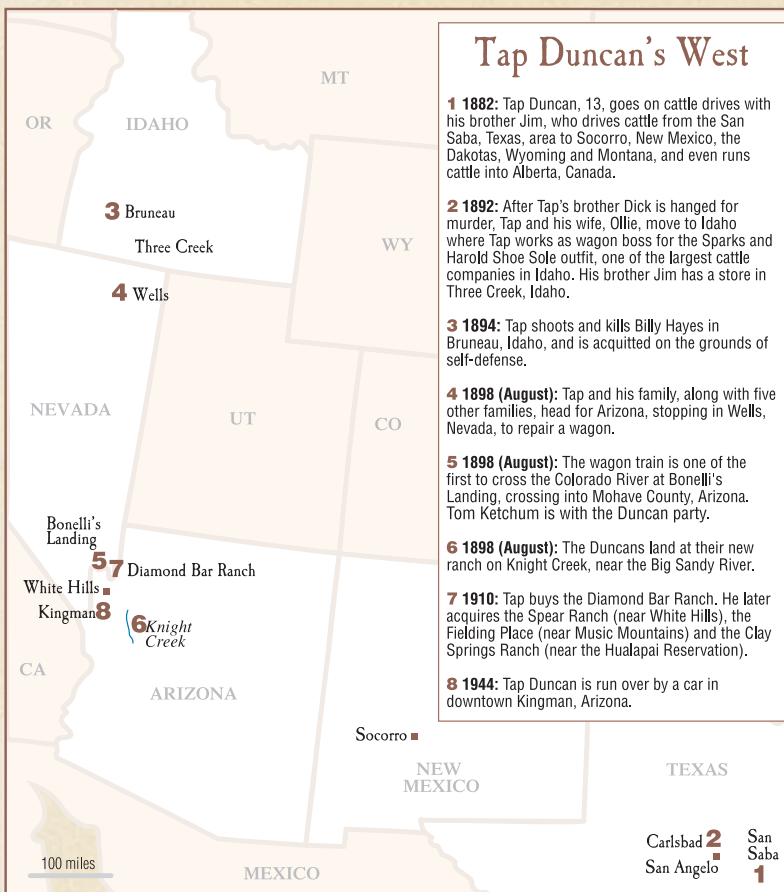 Tap Duncan's West
1 1882: Tap Duncan, 13, goes on cattle drives with
his brother Jim, who drives cattle from the San
Saba, Texas, area to Socorro, New Mexico, the
Dakotas, Wyoming and Montana, and even runs
cattle into Alberta, Canada.
2 1892: After Tap's brother Dick is hanged for
murder, Tap and his wife, Ollie, move to Idaho
where Tap works as wagon boss for the Sparks and
Harold Shoe Sole outfit, one of the largest cattle
companies in Idaho. His brother Jim has a store in
Three Creek, Idaho.
3 1894: Tap shoots and kills Billy Hayes in
Bruneau, Idaho, and is acquitted on the grounds of
self-defense.
4 1898 (August): Tap and his family, along with five
other families, head for Arizona, stopping in Wells,
Nevada, to repair a wagon.
5 1898 (August): The wagon train is one of the
first to cross the Colorado River at Bonelli's
Landing, crossing into Mohave County, Arizona.
Tom Ketchum is with the Duncan party.
6 1898 (August): The Duncans land at their new
ranch on Knight Creek, near the Big Sandy River.
7 1910: Tap buys the Diamond Bar Ranch. He later
acquires the Spear Ranch (near White Hills), the
Fielding Place (near Music Mountains) and the Clay
Springs Ranch (near the Hualapai Reservation).
8 1944: Tap Duncan is run over by a car in
downtown Kingman, Arizona.
MT
OR
IDAHO
3 Bruneau
Three Creek
WY
4 Wells
NEVADA
UT
CO
Bonelli's
Landing
5
7 Diamond Bar Ranch
White Hills
Kingman 8
6 Knight
Creek
CA
ARIZONA
Socorro
NEW
MEXICO
TEXAS
Carlsbad 2
San Angelo
San
Saba
1
100 miles
MEXICO